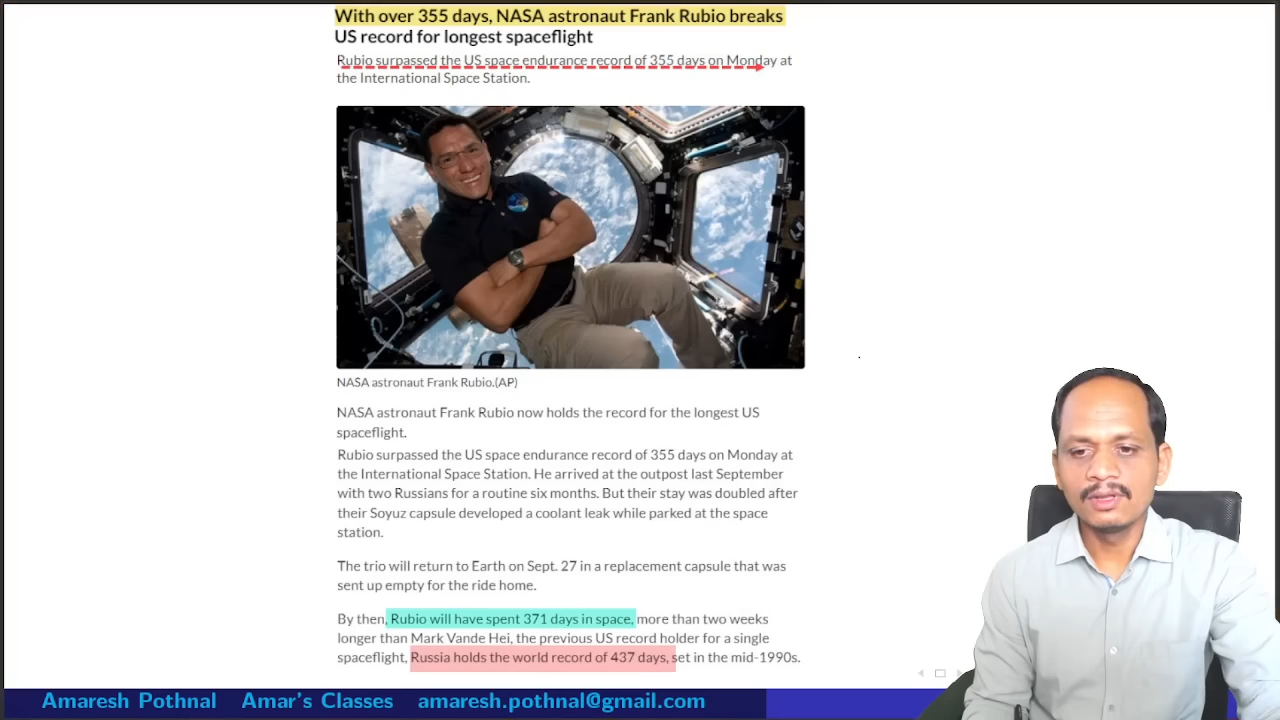 With over 355 days, NASA astronaut Frank Rubio breaks
US record for longest spaceflight
Rubio surpassed the US space endurance record of 355 days on Monday at
the International Space Station.
NASA astronaut Frank Rubio.(AP)
NASA astronaut Frank Rubio now holds the record for the longest US
spaceflight.
Rubio surpassed the US space endurance record of 355 days on Monday at
the International Space Station. He arrived at the outpost last September
with two Russians for a routine six months. But their stay was doubled after
their Soyuz capsule developed a coolant leak while parked at the space
station.
The trio will return to Earth on Sept. 27 in a replacement capsule that was
sent up empty for the ride home.
By then, Rubio will have spent 371 days in space, more than two weeks
longer than Mark Vande Hei, the previous US record holder for a single
spaceflight, Russia holds the world record of 437 days, set in the mid-1990s.
Amaresh Pothnal Amar's Classes amaresh.pothnal@gmail.com